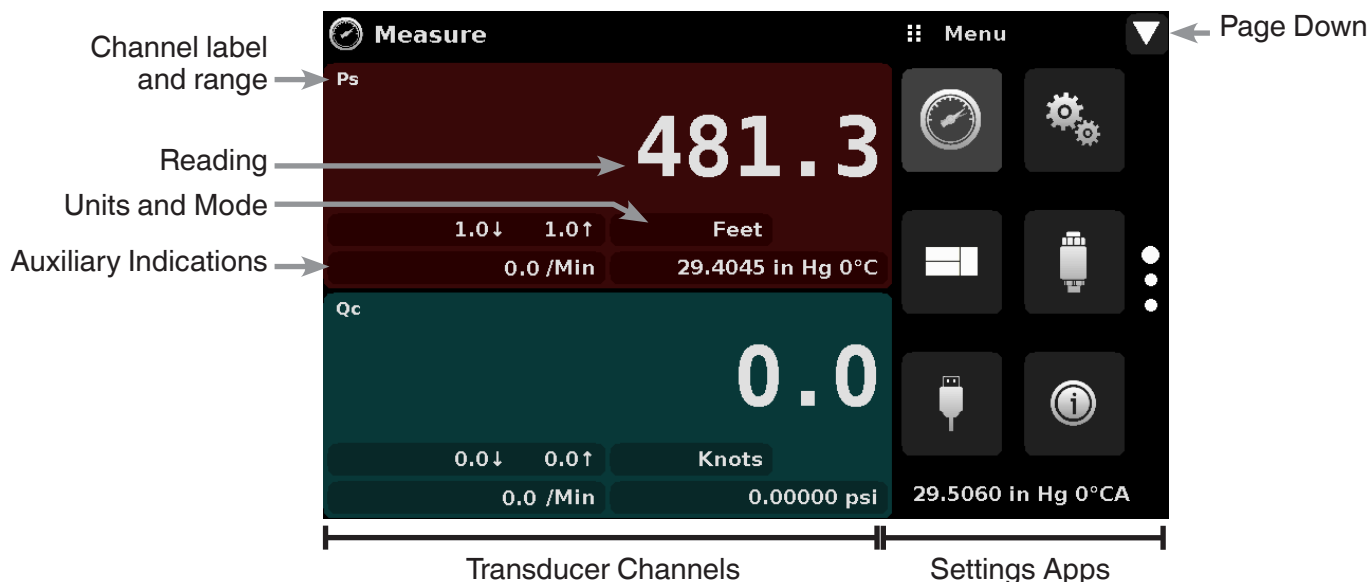 Measure
Menu
Page Down
Channel label
and range
Ps
481.3
Reading
Units and Mode
1.0↓ 1.0↑ Feet
Auxiliary Indications
0.0 /Min 29.4045 in Hg 0°C
Qc
0.0
0.0↓ 0.0↑ Knots
0.0 /Min 0.00000 psi
29.5060 in Hg 0°CA
Transducer Channels
Settings Apps